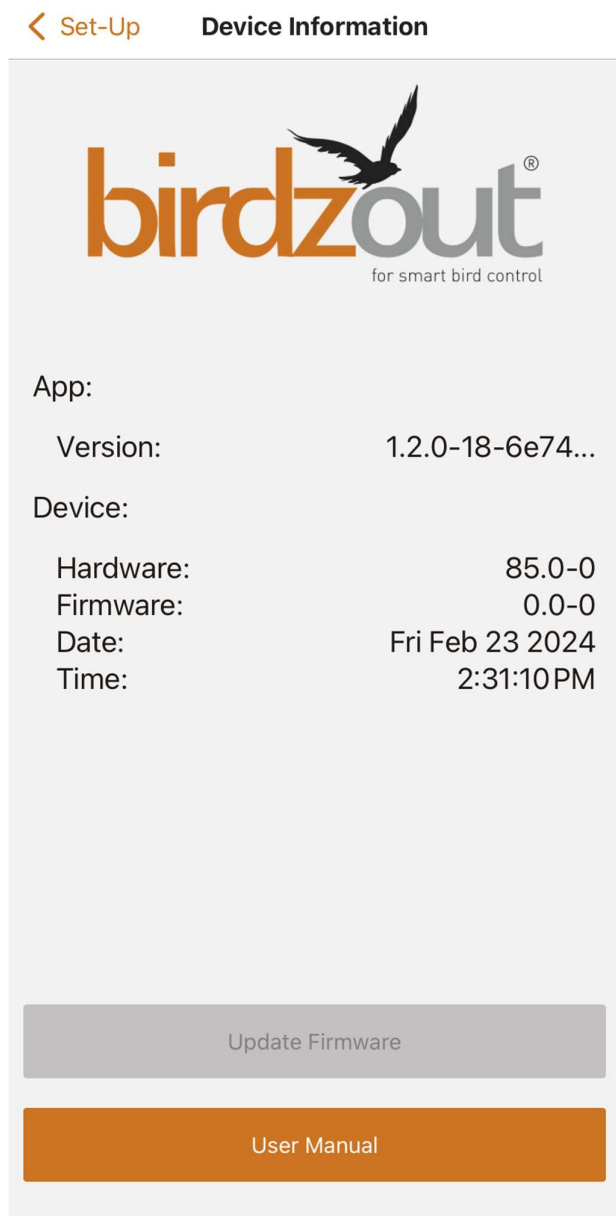 Set-Up Device Information
birdzout®
for smart bird control
App:
Version: 1.2.0-18-6e74...
Device:
Hardware: 85.0-0
Firmware: 0.0-0
Date: Fri Feb 23 2024
Time: 2:31:10 PM
Update Firmware
User Manual